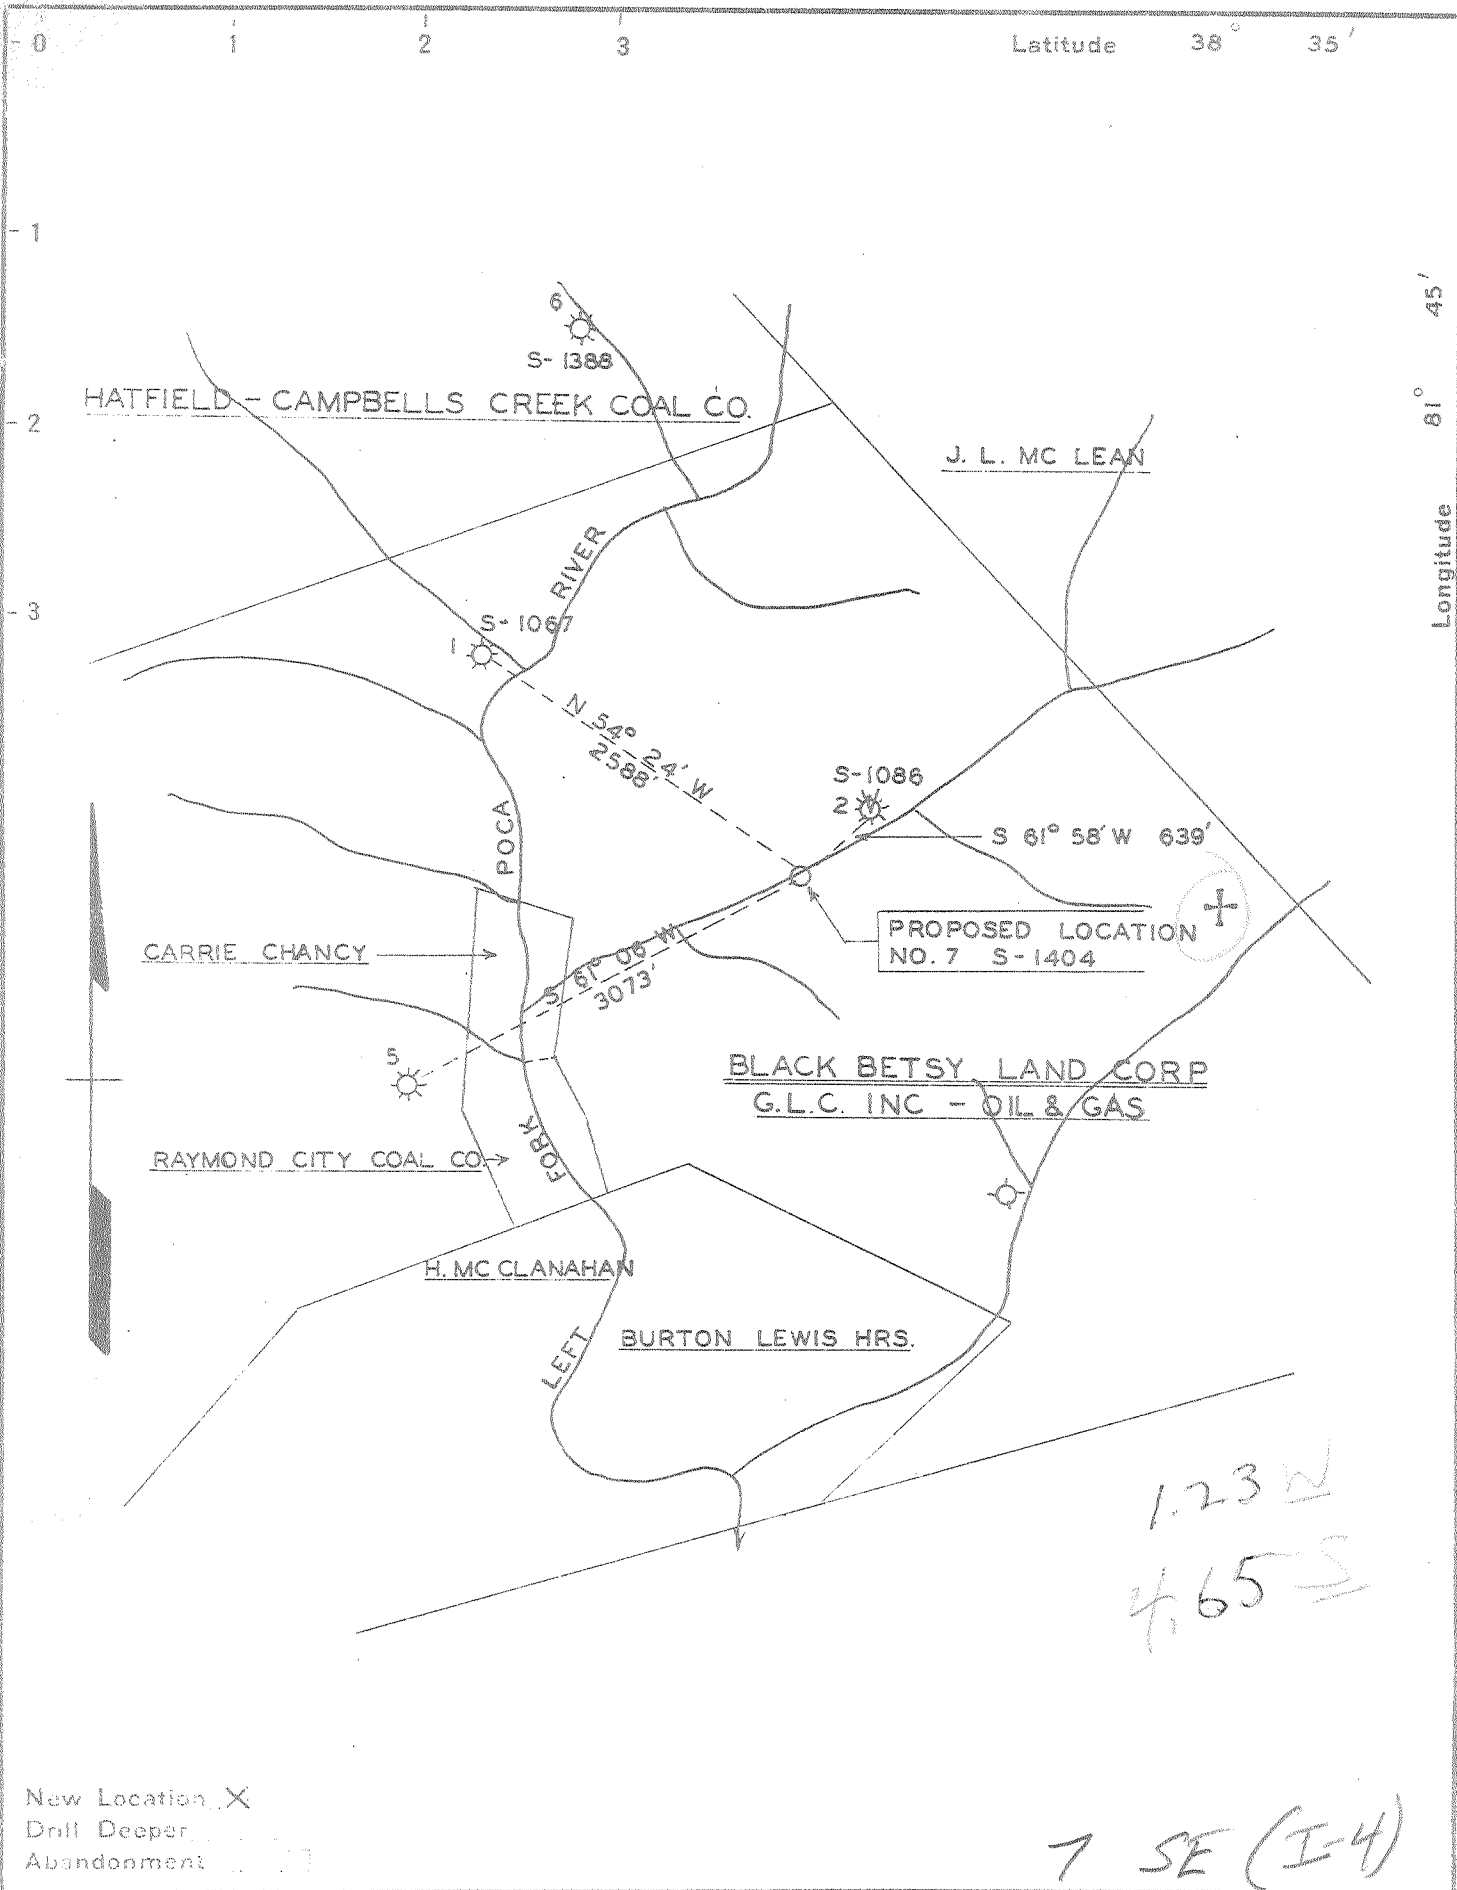 0 1 2 3 Latitude 38° 35'
1
45'
6
S-1388
HATFIELD - CAMPBELLS CREEK COAL CO.
2
81°
J. L. MC LEAN
Longitude
RIVER
3
S-1067
1
N 54° 24' W
2588'
S-1086
2
POCA
S 61° 58' W 639'
PROPOSED LOCATION
NO. 7 S-1404
CARRIE CHANCY
S 61° 06' W
3073'
5
BLACK BETSY LAND CORP
G.L.C. INC - OIL & GAS
FORK
RAYMOND CITY COAL CO.
H. MC CLANAHAN
BURTON LEWIS HRS.
LEFT
1.23 W
4.65 S
New Location X
Drill Deeper
Abandonment
7 SE (I-4)